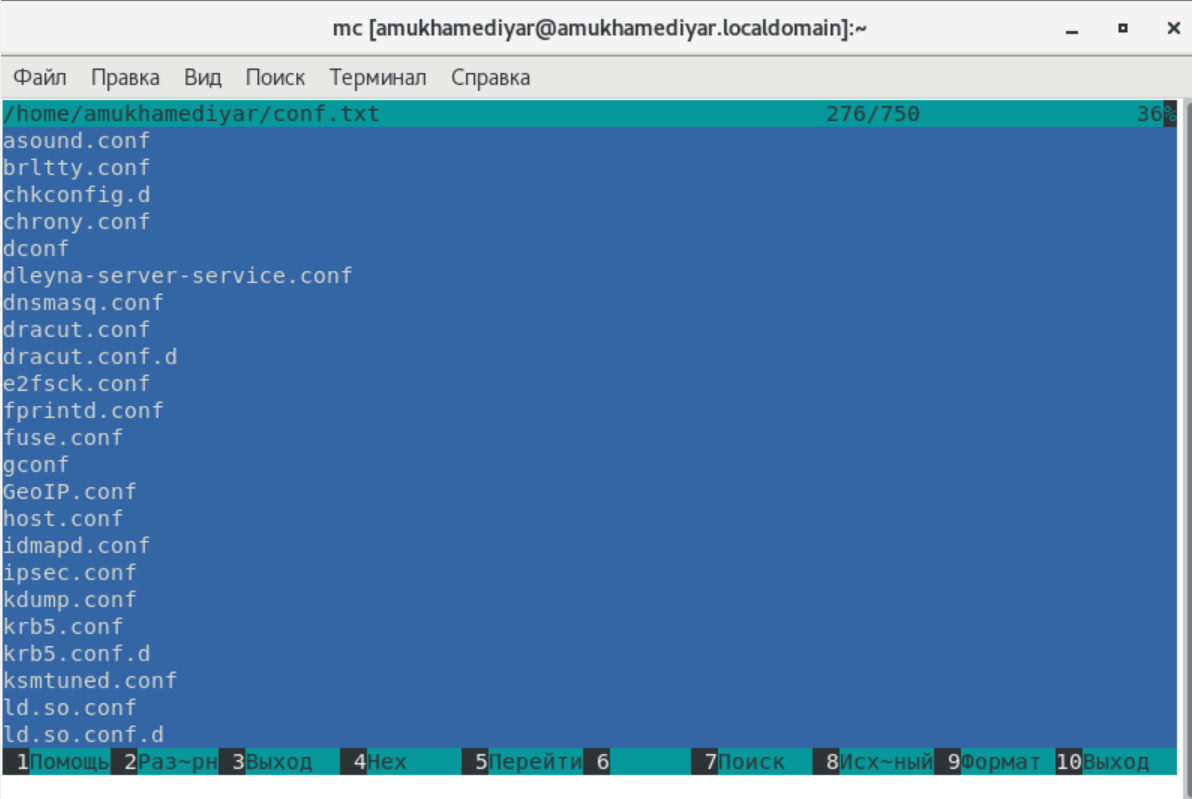 mc [amukhamediyar@amukhamediyar.localdomain]:~
Файл Правка Вид Поиск Терминал Справка
/home/amukhamediyar/conf.txt 276/750 36%
asound.conf
brltty.conf
chkconfig.d
chrony.conf
dconf
dleyna-server-service.conf
dnsmasq.conf
dracut.conf
dracut.conf.d
e2fsck.conf
fprintd.conf
fuse.conf
gconf
GeoIP.conf
host.conf
idmapd.conf
ipsec.conf
kdump.conf
krb5.conf
krb5.conf.d
ksmtuned.conf
ld.so.conf
ld.so.conf.d
1Помощь 2Раз~рн 3Выход 4Hex 5Перейти 6 7Поиск 8Исх~ный 9Формат 10Выход